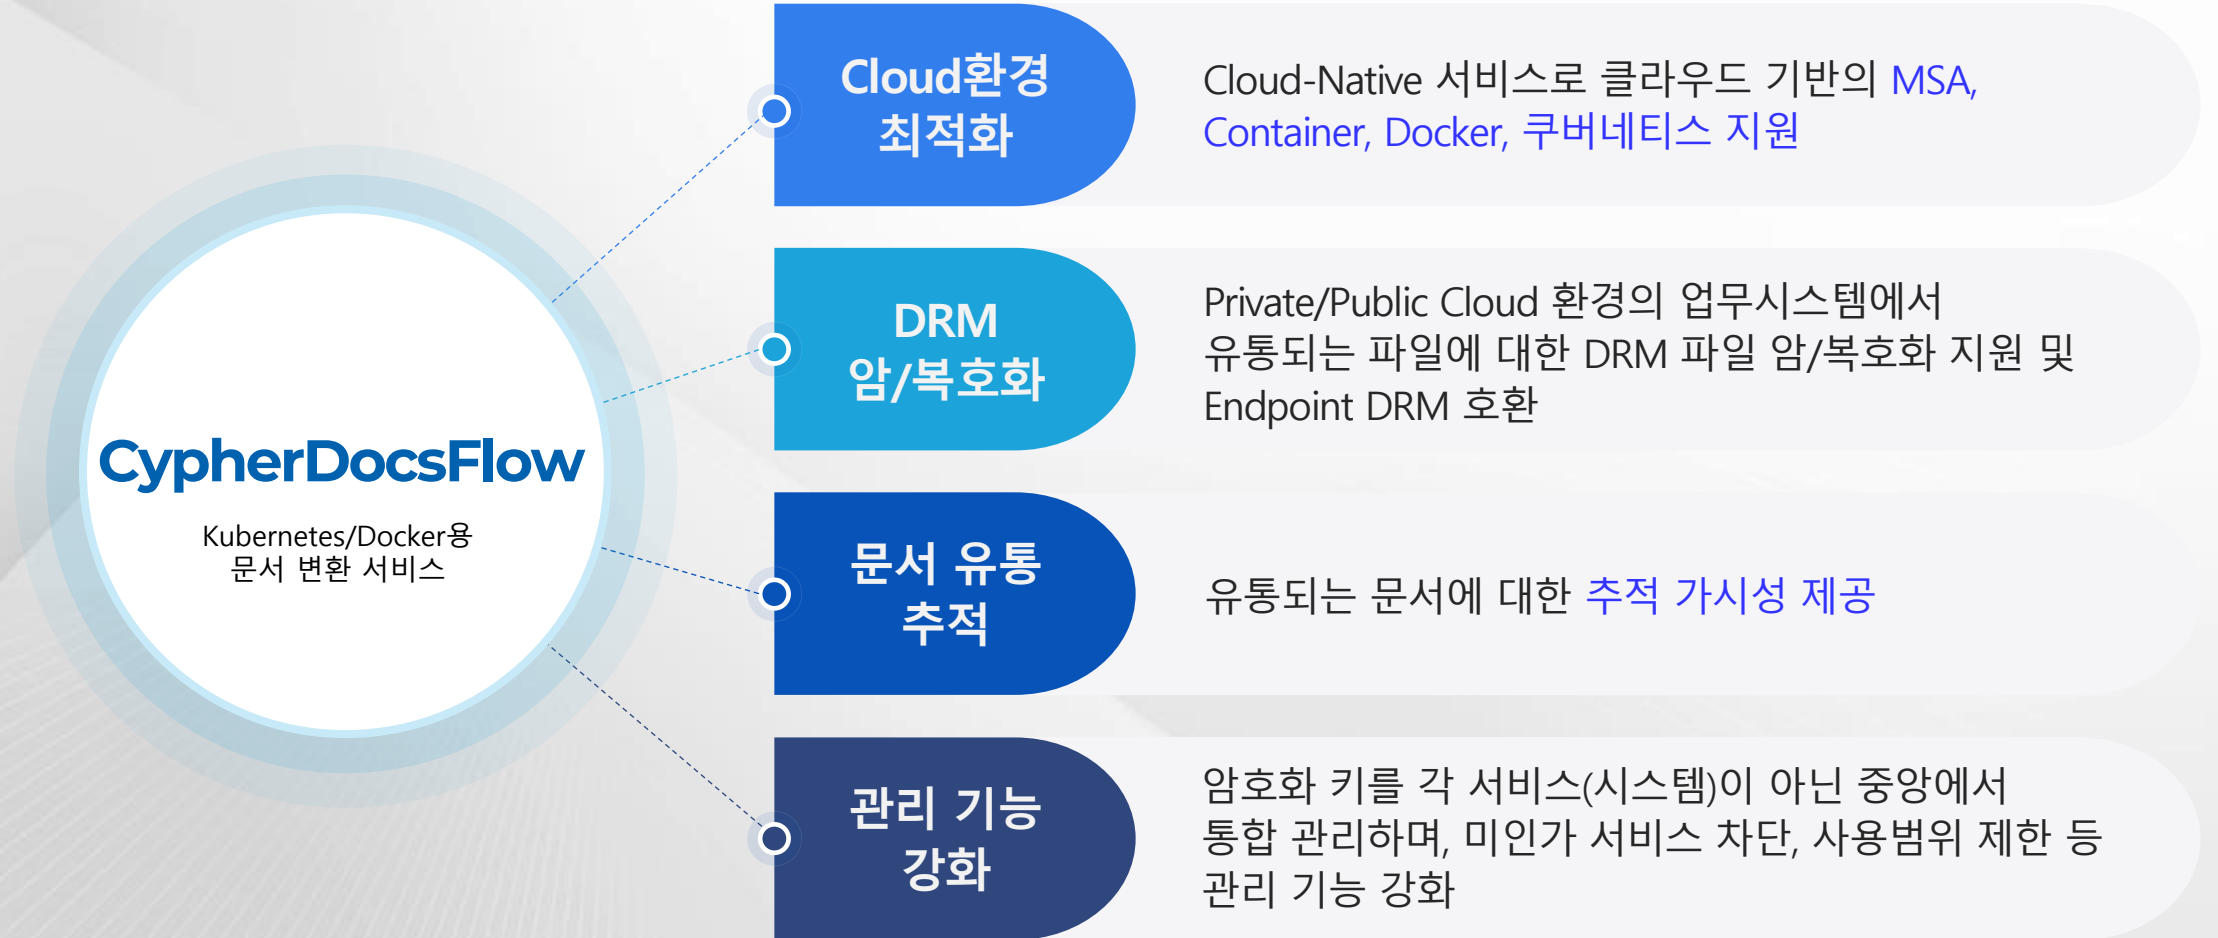 CypherDocsFlow
Kubernetes/Docker용
문서 변환 서비스
Cloud환경
최적화
Cloud-Native 서비스로 클라우드 기반의 MSA,
Container, Docker, 쿠버네티스 지원
DRM
암/복호화
Private/Public Cloud 환경의 업무시스템에서
유통되는 파일에 대한 DRM 파일 암/복호화 지원 및
Endpoint DRM 호환
문서 유통
추적
유통되는 문서에 대한 추적 가시성 제공
관리 기능
강화
암호화 키를 각 서비스(시스템)이 아닌 중앙에서
통합 관리하며, 미인가 서비스 차단, 사용범위 제한 등
관리 기능 강화